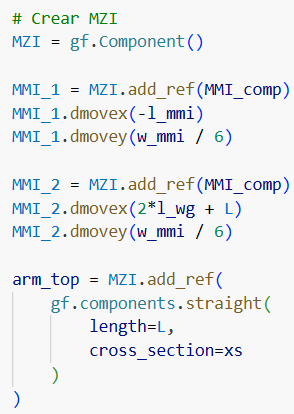 # Crear MZI
MZI = gf.Component()
MMI_1 = MZI.add_ref(MMI_comp)
MMI_1.dmovex(-l_mmi)
MMI_1.dmovey(w_mmi / 6)
MMI_2 = MZI.add_ref(MMI_comp)
MMI_2.dmovex(2*l_wg + L)
MMI_2.dmovey(w_mmi / 6)
arm_top = MZI.add_ref(
    gf.components.straight(
        length=L,
        cross_section=xs
    )
)